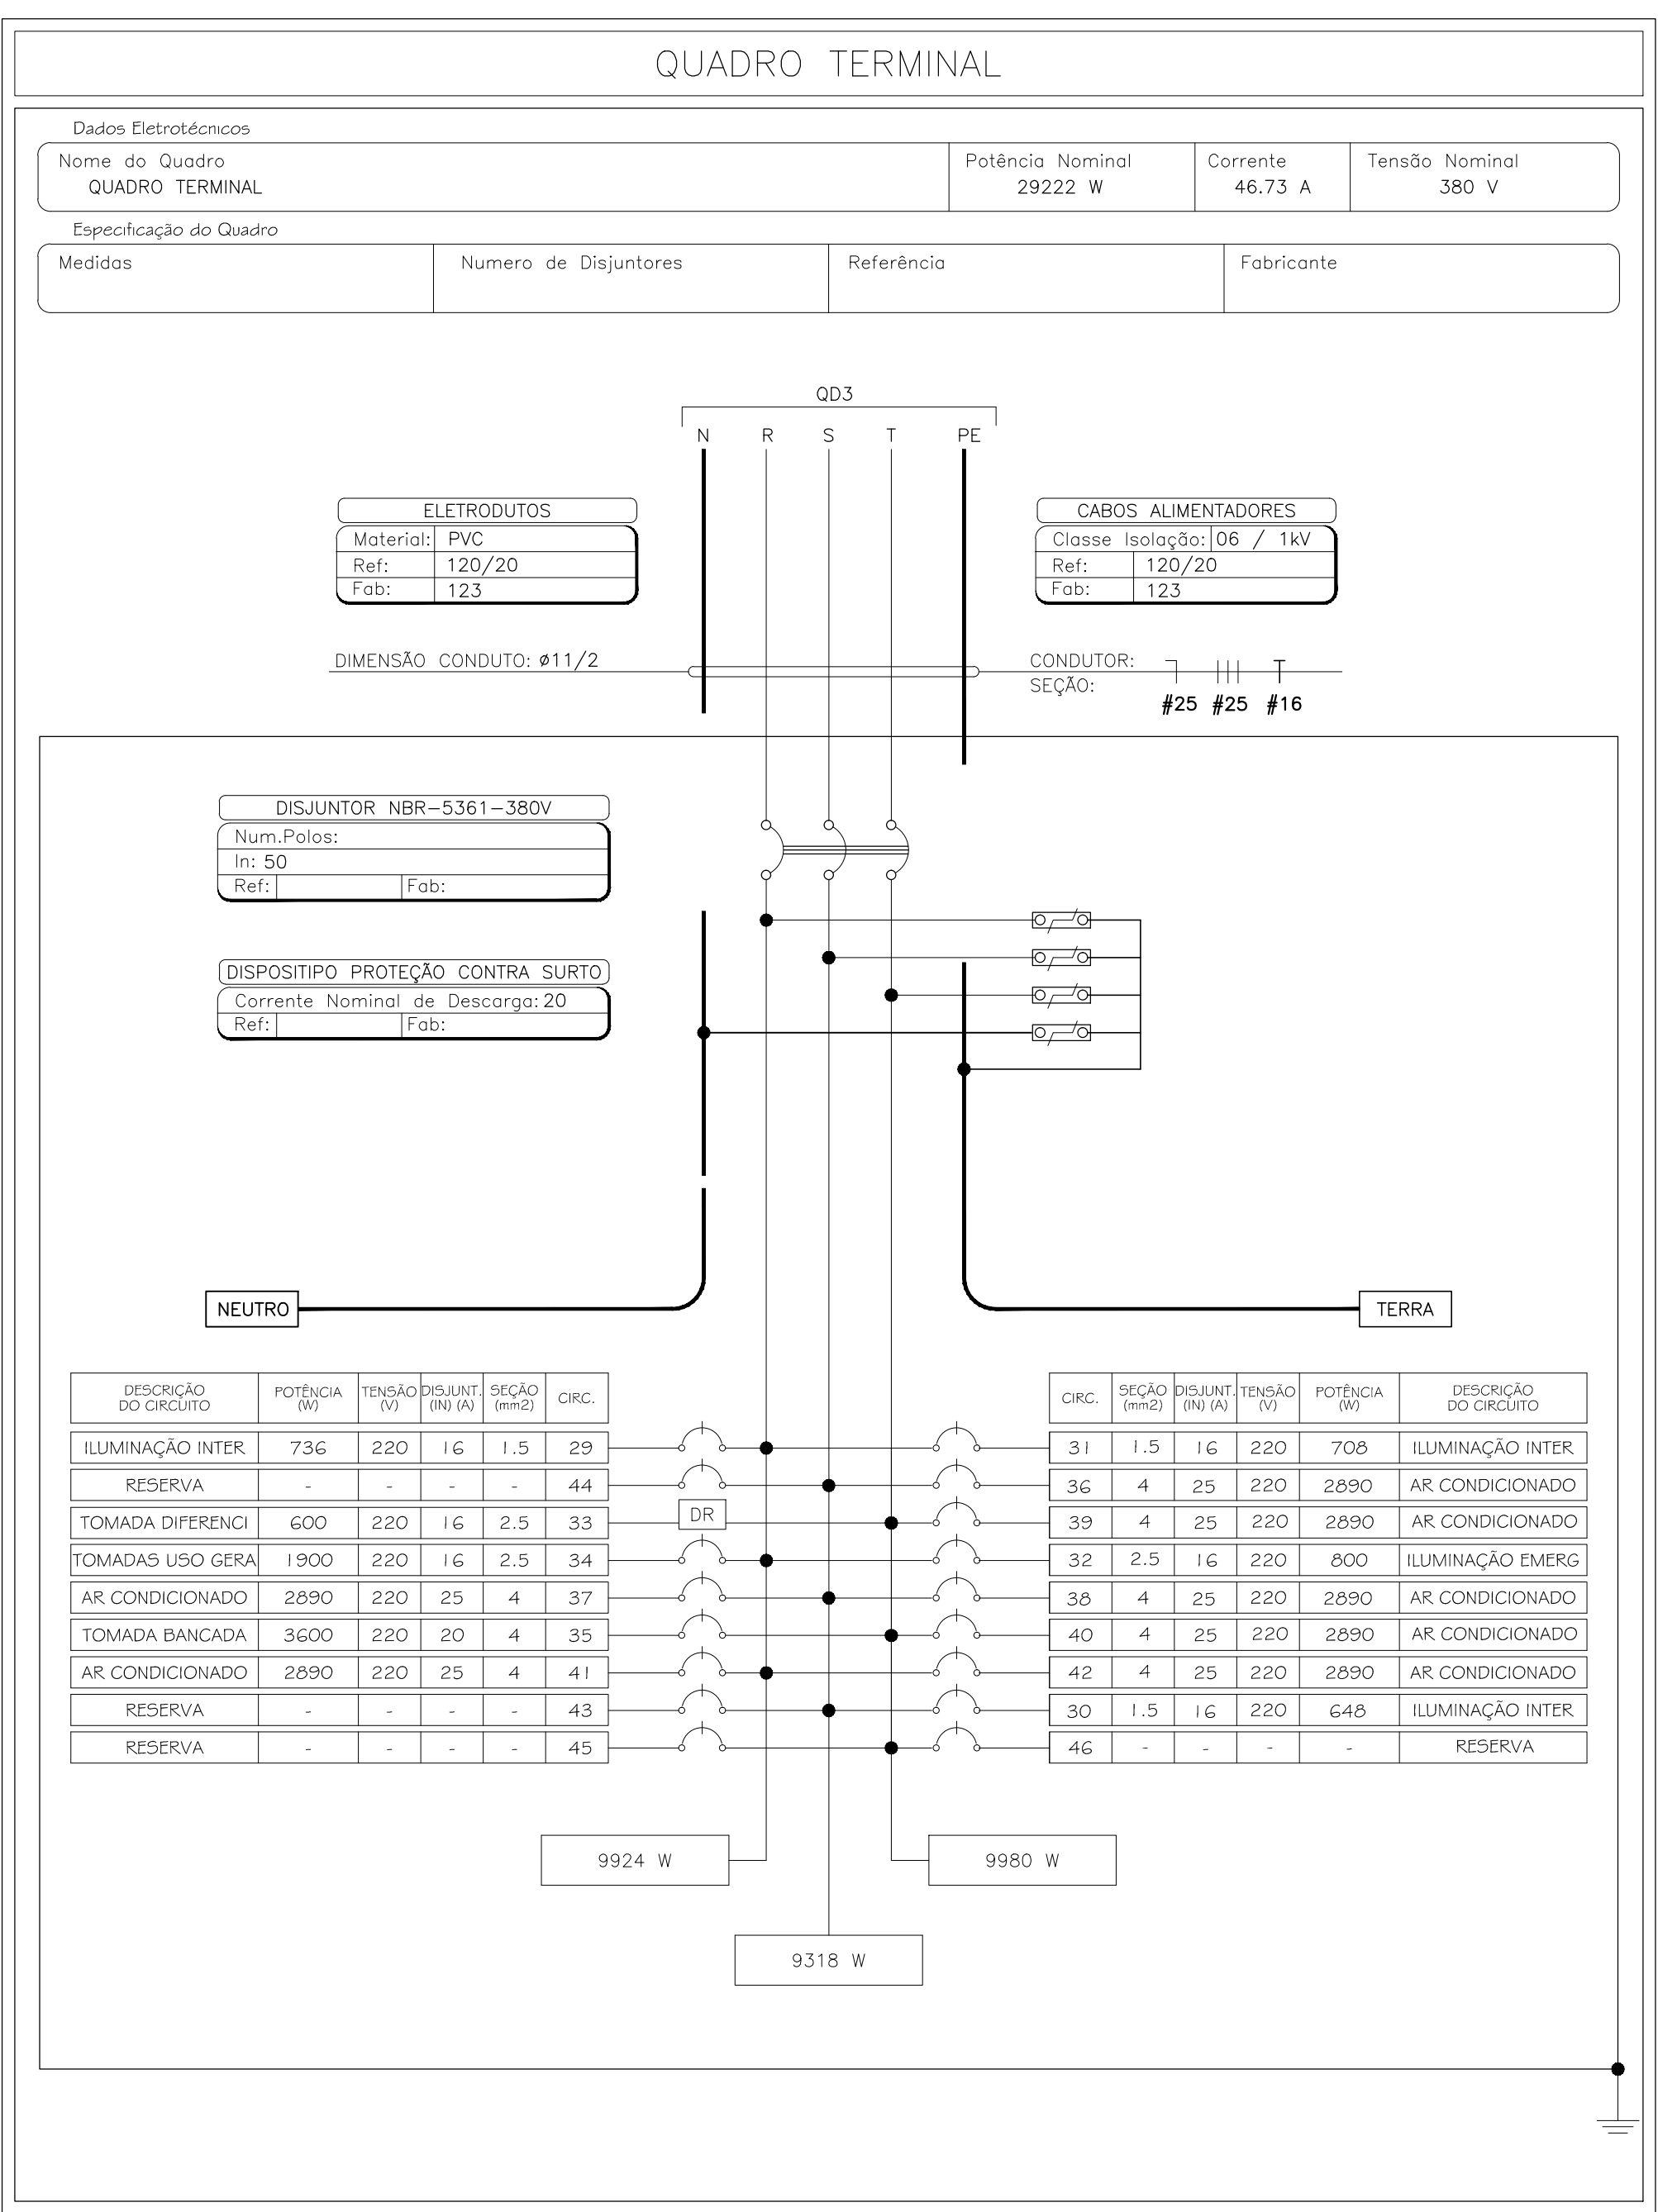 QUADRO TERMINAL
Dados Eletrotécnicos
Nome do Quadro Potência Nominal Corrente Tensão Nominal
QUADRO TERMINAL 29222 W 46.73 A 380 V
Especificação do Quadro
Medidas Numero de Disjuntores Referência Fabricante
QD3
N R S T PE
ELETRODUTOS
Material: PVC
Ref: 120/20
Fab: 123
CABOS ALIMENTADORES
Classe Isolação: 06 / 1kV
Ref: 120/20
Fab: 123
DIMENSÃO CONDUTO: ø11/2
CONDUTOR:
SEÇÃO:
#25 #25 #16
DISJUNTOR NBR-5361-380V
Num.Polos:
In: 50
Ref: Fab:
DISPOSITIPO PROTEÇÃO CONTRA SURTO
Corrente Nominal de Descarga: 20
Ref: Fab:
NEUTRO TERRA
DESCRIÇÃO DO CIRCUITO POTÊNCIA (W) TENSÃO (V) DISJUNT. (IN) (A) SEÇÃO (mm2) CIRC. CIRC. SEÇÃO (mm2) DISJUNT. (IN) (A) TENSÃO (V) POTÊNCIA (W) DESCRIÇÃO DO CIRCUITO
ILUMINAÇÃO INTER 736 220 16 1.5 29 31 1.5 16 220 708 ILUMINAÇÃO INTER
RESERVA - - - - 44 36 4 25 220 2890 AR CONDICIONADO
TOMADA DIFERENCI 600 220 16 2.5 33 DR 39 4 25 220 2890 AR CONDICIONADO
TOMADAS USO GERA 1900 220 16 2.5 34 32 2.5 16 220 800 ILUMINAÇÃO EMERG
AR CONDICIONADO 2890 220 25 4 37 38 4 25 220 2890 AR CONDICIONADO
TOMADA BANCADA 3600 220 20 4 35 40 4 25 220 2890 AR CONDICIONADO
AR CONDICIONADO 2890 220 25 4 41 42 4 25 220 2890 AR CONDICIONADO
RESERVA - - - - 43 30 1.5 16 220 648 ILUMINAÇÃO INTER
RESERVA - - - - 45 46 - - - - RESERVA
9924 W 9980 W
9318 W